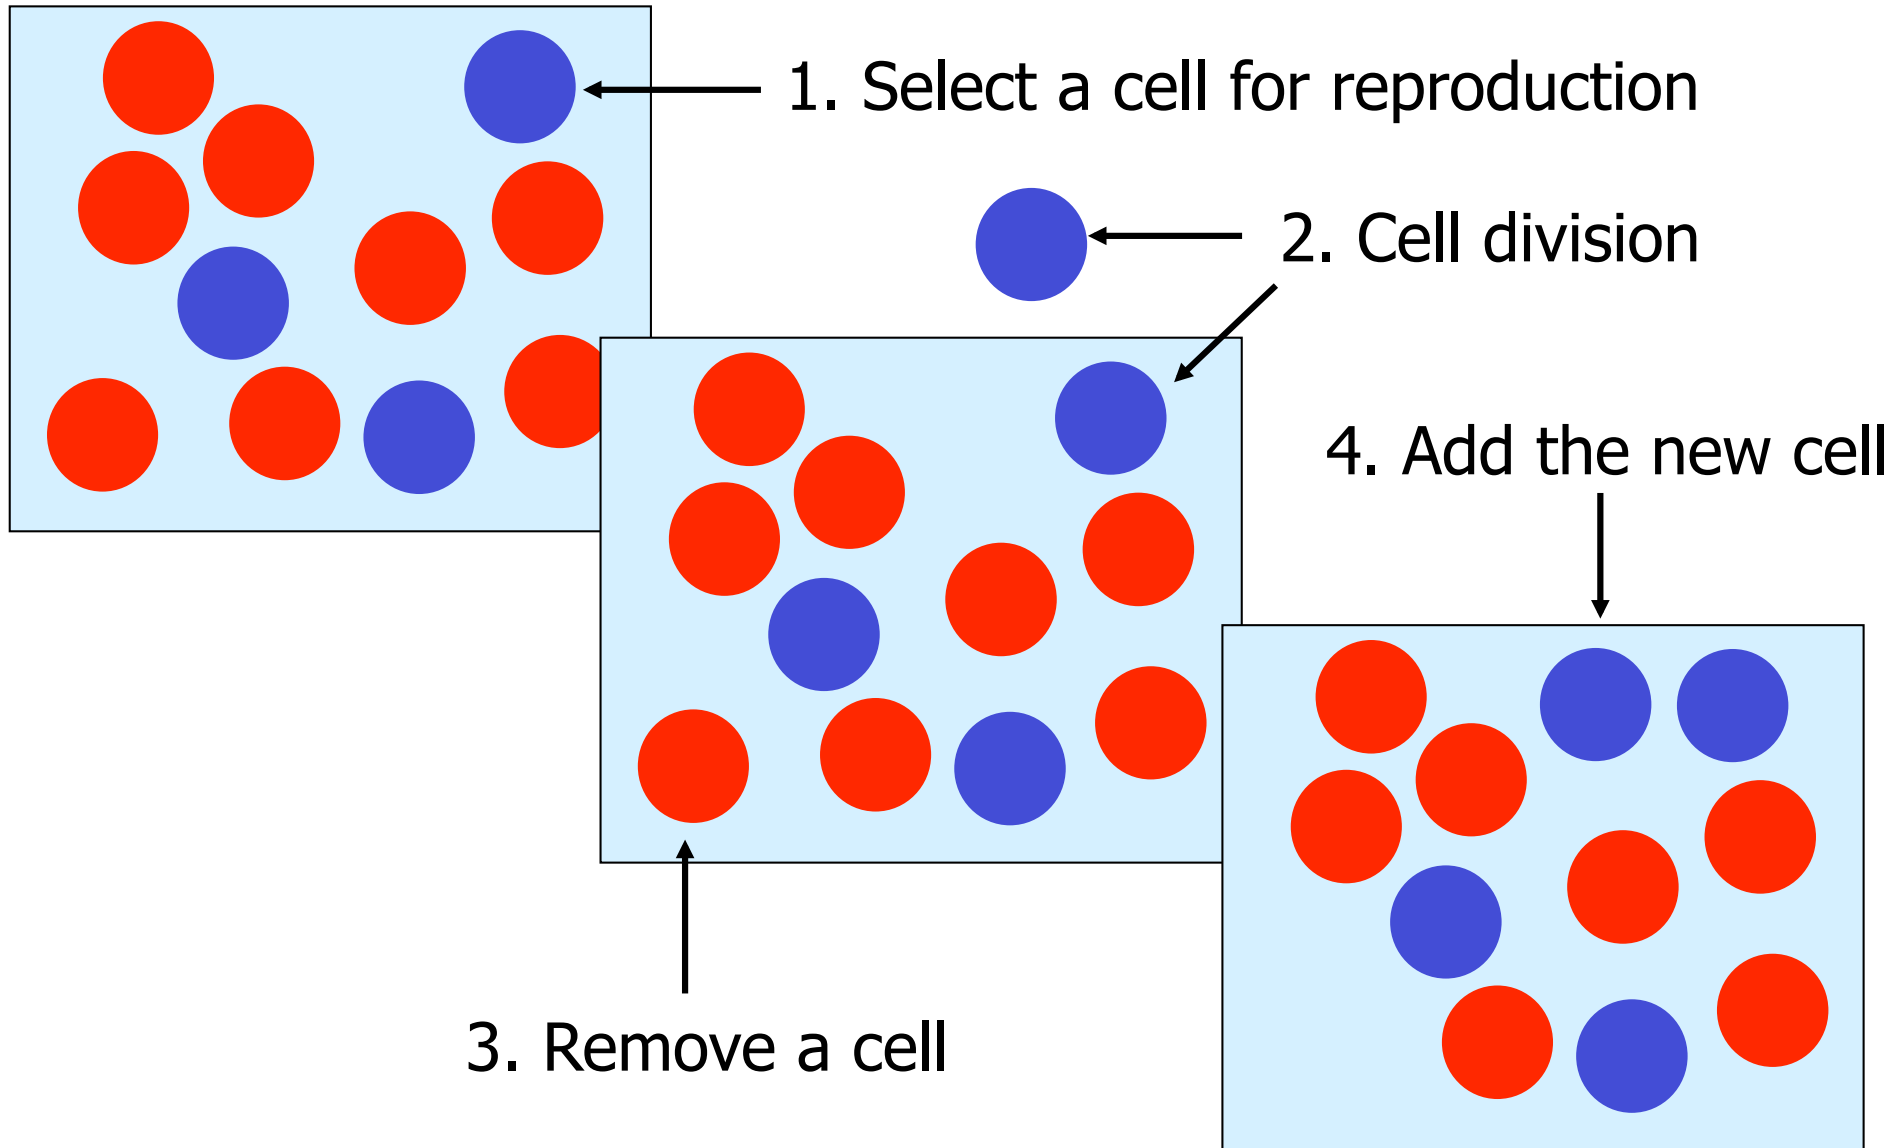 1. Select a cell for reproduction
2. Cell division
4. Add the new cell
3. Remove a cell